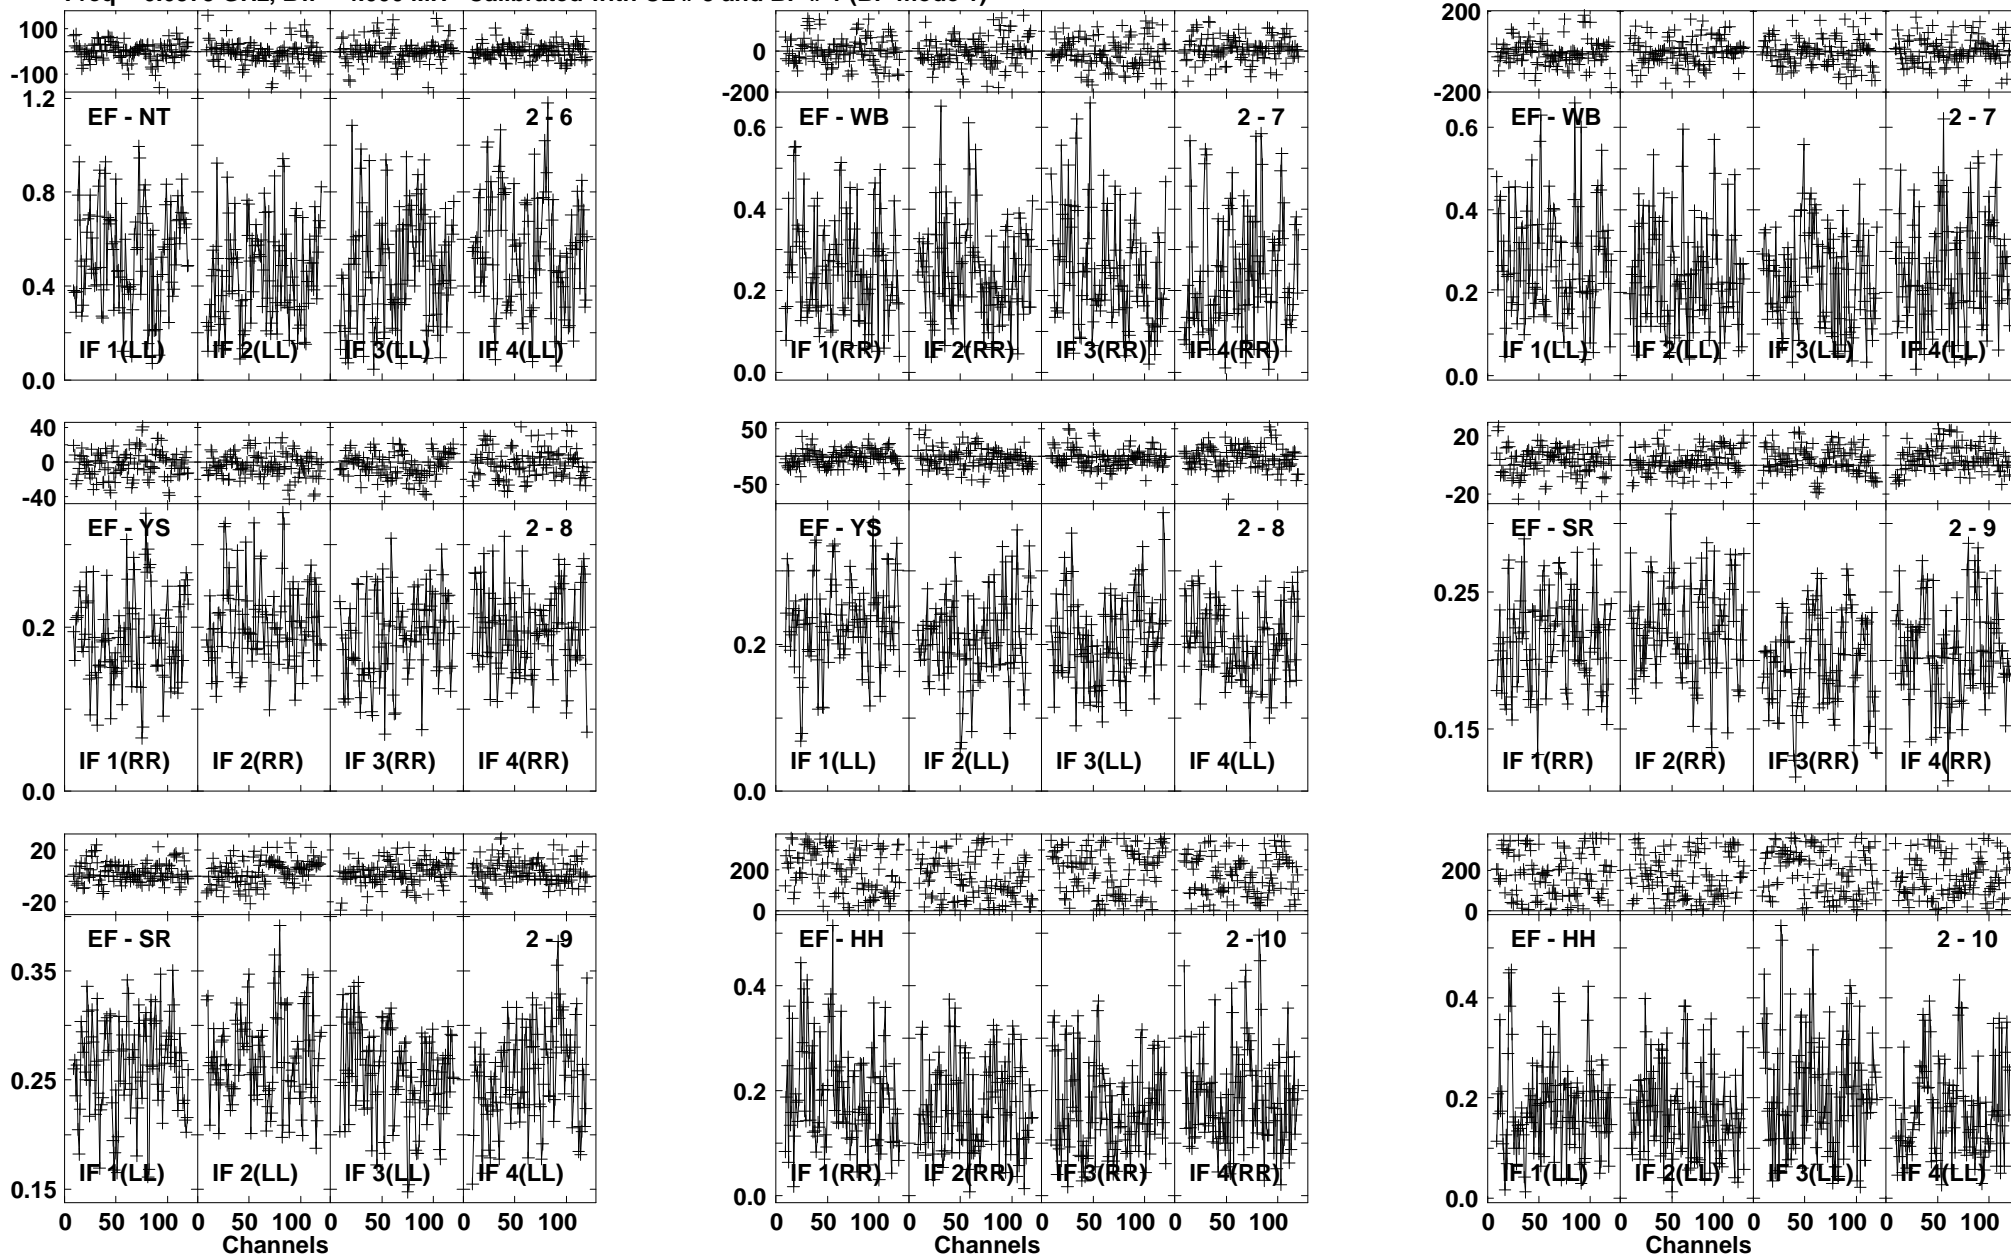 100 200
0 0 0
-100 -200 -200
1.2 EF - NT 2 - 6 EF - WB 2 - 7 EF - WB 2 - 7
0.6 0.6
0.8
0.4 0.4
0.4
0.2 0.2
IF 1(LL) IF 2(LL) IF 3(LL) IF 4(LL) IF 1(RR) IF 2(RR) IF 3(RR) IF 4(RR) IF 1(LL) IF 2(LL) IF 3(LL) IF 4(LL)
0.0 0.0 0.0
40 50 20
0 0 0
-40 -50 -20
EF - YS 2 - 8 EF - YS 2 - 8 EF - SR 2 - 9
0.2 0.2 0.25
0.15
IF 1(RR) IF 2(RR) IF 3(RR) IF 4(RR) IF 1(LL) IF 2(LL) IF 3(LL) IF 4(LL) IF 1(RR) IF 2(RR) IF 3(RR) IF 4(RR)
0.0 0.0
20 200 200
0 0 0
-20
EF - SR 2 - 9 EF - HH 2 - 10 EF - HH 2 - 10
0.35 0.4 0.4
0.25 0.2 0.2
IF 1(LL) IF 2(LL) IF 3(LL) IF 4(LL) IF 1(RR) IF 2(RR) IF 3(RR) IF 4(RR) IF 1(LL) IF 2(LL) IF 3(LL) IF 4(LL)
0.15 0.0 0.0
0 50 100 0 50 100 0 50 100 0 50 100 0 50 100 0 50 100 0 50 100 0 50 100 0 50 100 0 50 100 0 50 100 0 50 100
Channels Channels Channels